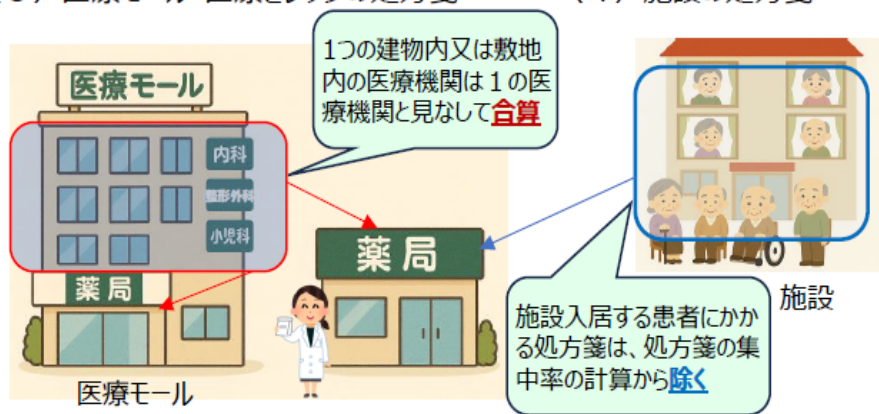 医療モール
1つの建物内又は敷地
内の医療機関は１の医
療機関と見なして合算
内科
整形外科
小児科
薬局
医療モール
薬局
施設入居する患者にかか
る処方箋は、処方箋の集
中率の計算から除く
施設